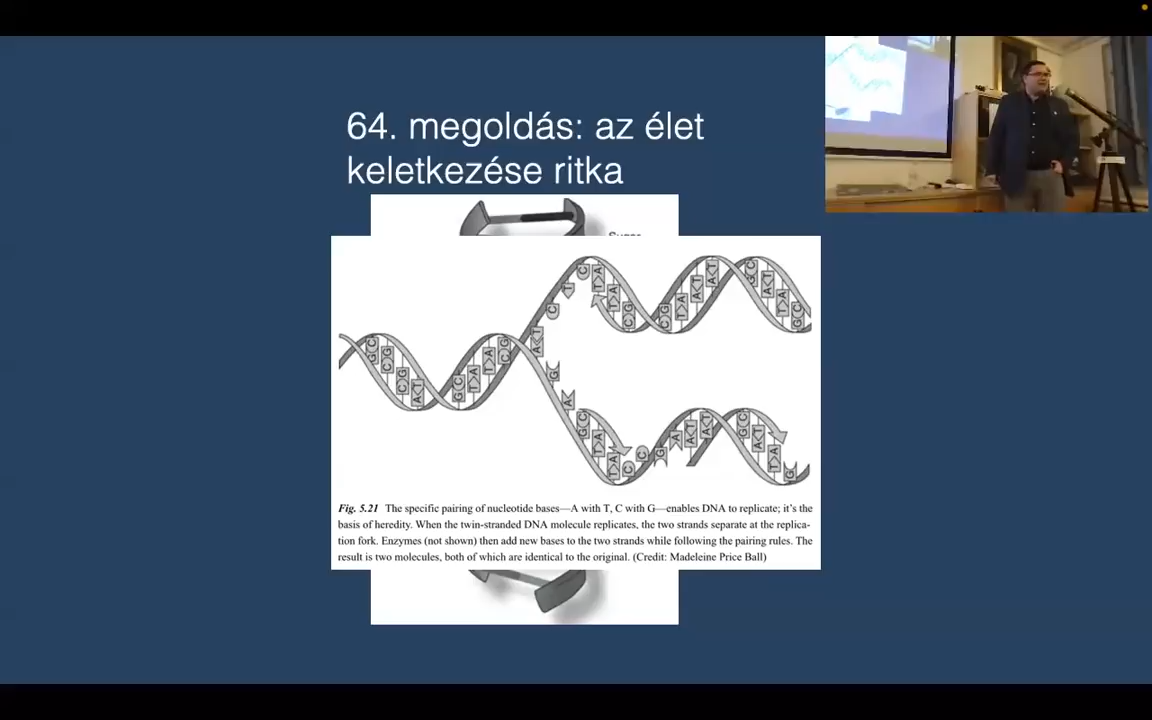 64. megoldás: az élet
keletkezése ritka
Fig. 5.21 The specific pairing of nucleotide bases—A with T, C with G—enables DNA to replicate; it's the
basis of heredity. When the twin-stranded DNA molecule replicates, the two strands separate at the replica-
tion fork. Enzymes (not shown) then add new bases to the two strands while following the pairing rules. The
result is two molecules, both of which are identical to the original. (Credit: Madeleine Price Ball)